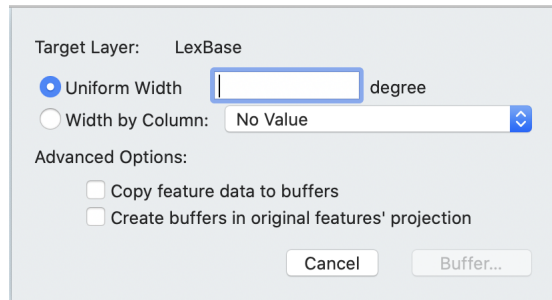 Target Layer: LexBase
Uniform Width degree
Width by Column: No Value
Advanced Options:
Copy feature data to buffers
Create buffers in original features' projection
Cancel Buffer...